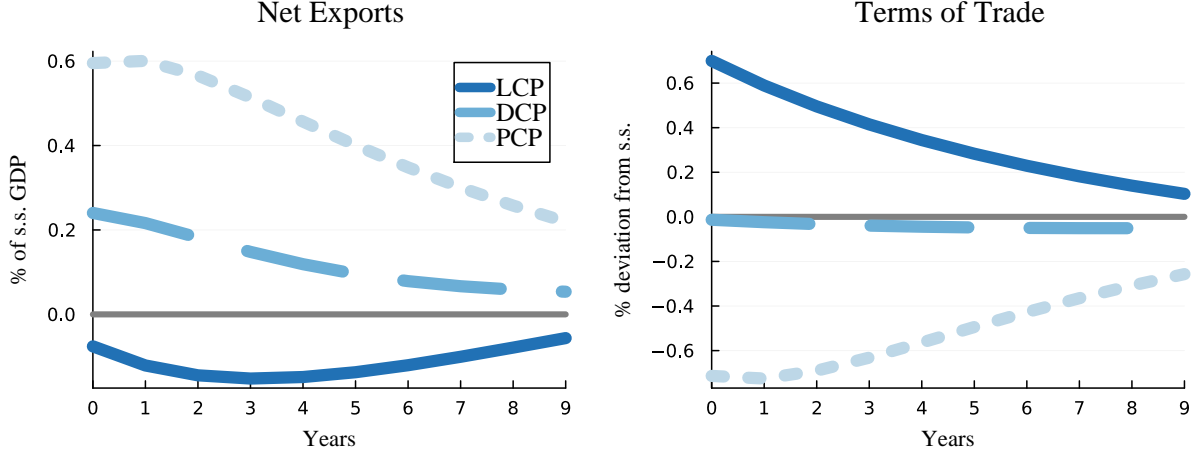 Net Exports
% of s.s. GDP
0.6
0.4
0.2
0.0
LCP
DCP
PCP
0 1 2 3 4 5 6 7 8 9
Years
Terms of Trade
% deviation from s.s.
0.6
0.4
0.2
0.0
−0.2
−0.4
−0.6
0 1 2 3 4 5 6 7 8 9
Years